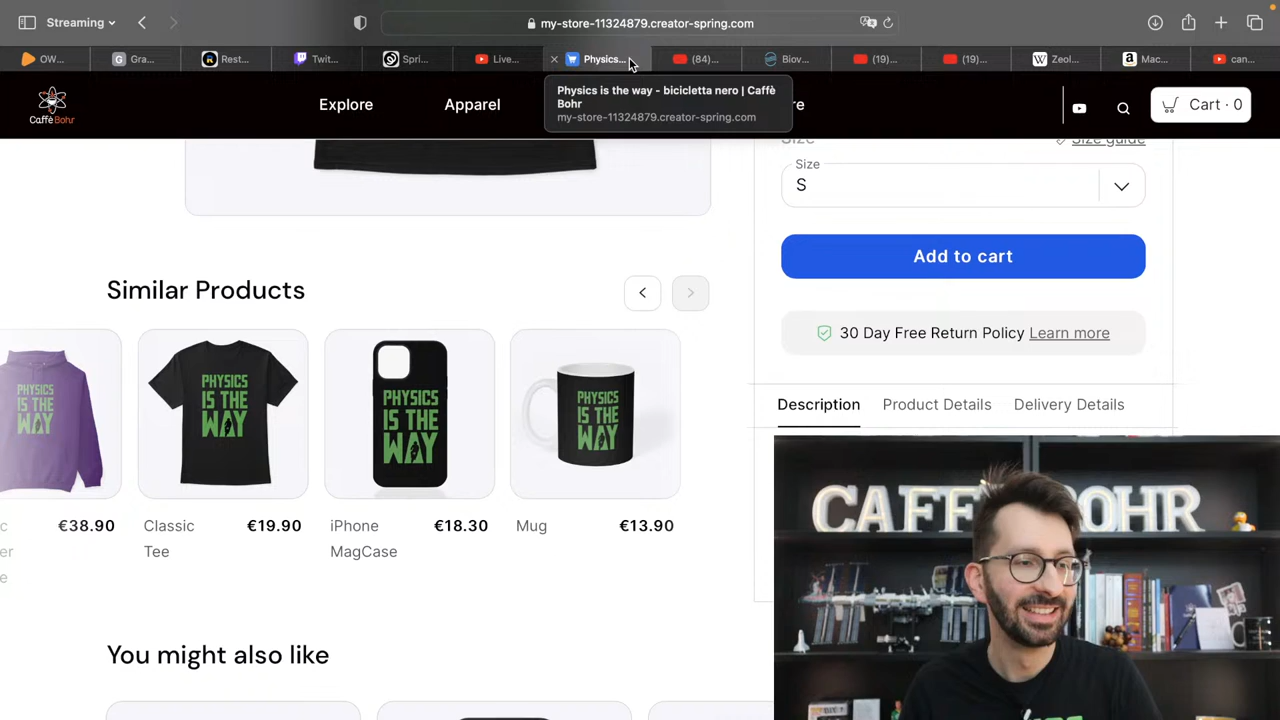 Streaming
my-store-11324879.creator-spring.com
OW...
Gra...
Rest...
Twit...
Spri...
Live...
Physics...
(84)...
Biov...
(19)...
(19)...
Zeol...
Mac...
can...
Physics is the way - bicicletta nero | Caffè
Bohr
my-store-11324879.creator-spring.com
Caffè Bohr
Explore
Apparel
re
Cart · 0
Size
Size guide
Size
S
Add to cart
30 Day Free Return Policy Learn more
Similar Products
PHYSICS
IS THE
WAY
PHYSICS
IS THE
WAY
PHYSICS
IS THE
WAY
PHYSICS
IS THE
WAY
c
er
e
€38.90
Classic
Tee
€19.90
iPhone
MagCase
€18.30
Mug
€13.90
Description
Product Details
Delivery Details
CAFFÈ BOHR
You might also like